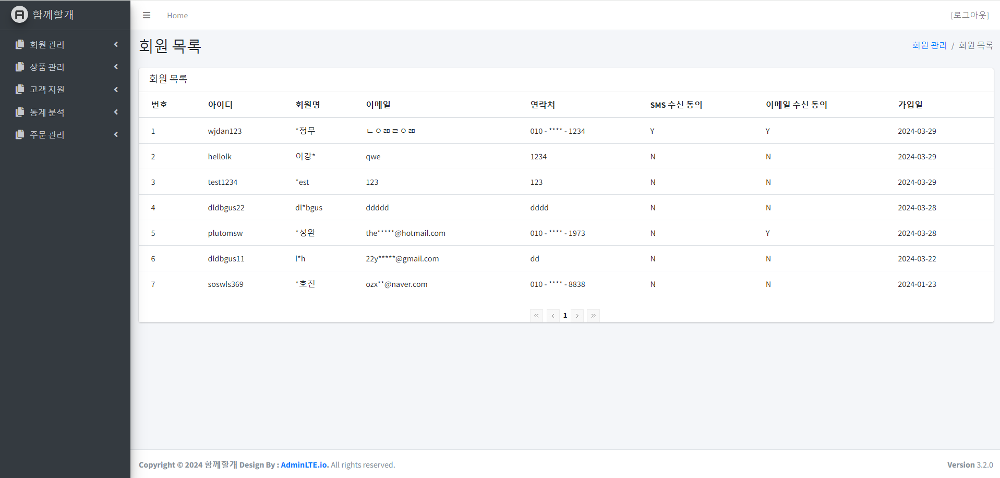 함께할개
Home
[로그아웃]
회원 관리
상품 관리
고객 지원
통계 분석
주문 관리
회원 목록
회원 관리 / 회원 목록
회원 목록
번호 아이디 회원명 이메일 연락처 SMS 수신 동의 이메일 수신 동의 가입일
1 wjdan123 *정무 ㄴㅇㄻㄹㅇㄻ 010 - **** - 1234 Y Y 2024-03-29
2 hellolk 이강* qwe 1234 N N 2024-03-29
3 test1234 *est 123 123 N N 2024-03-29
4 dldbgus22 dl*bgus ddddd dddd N N 2024-03-28
5 plutomsw *성완 the*****@hotmail.com 010 - **** - 1973 N Y 2024-03-28
6 dldbgus11 l*h 22y*****@gmail.com dd N N 2024-03-22
7 soswls369 *호진 ozx**@naver.com 010 - **** - 8838 N N 2024-01-23
« ‹ 1 › »
Copyright © 2024 함께할개 Design By : AdminLTE.io. All rights reserved.
Version 3.2.0